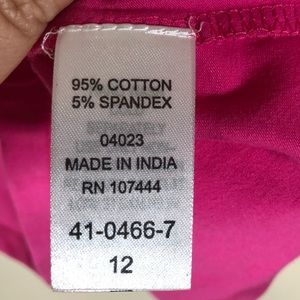 95% COTTON
5% SPANDEX
04023
MADE IN INDIA
RN 107444
41-0466-7
12